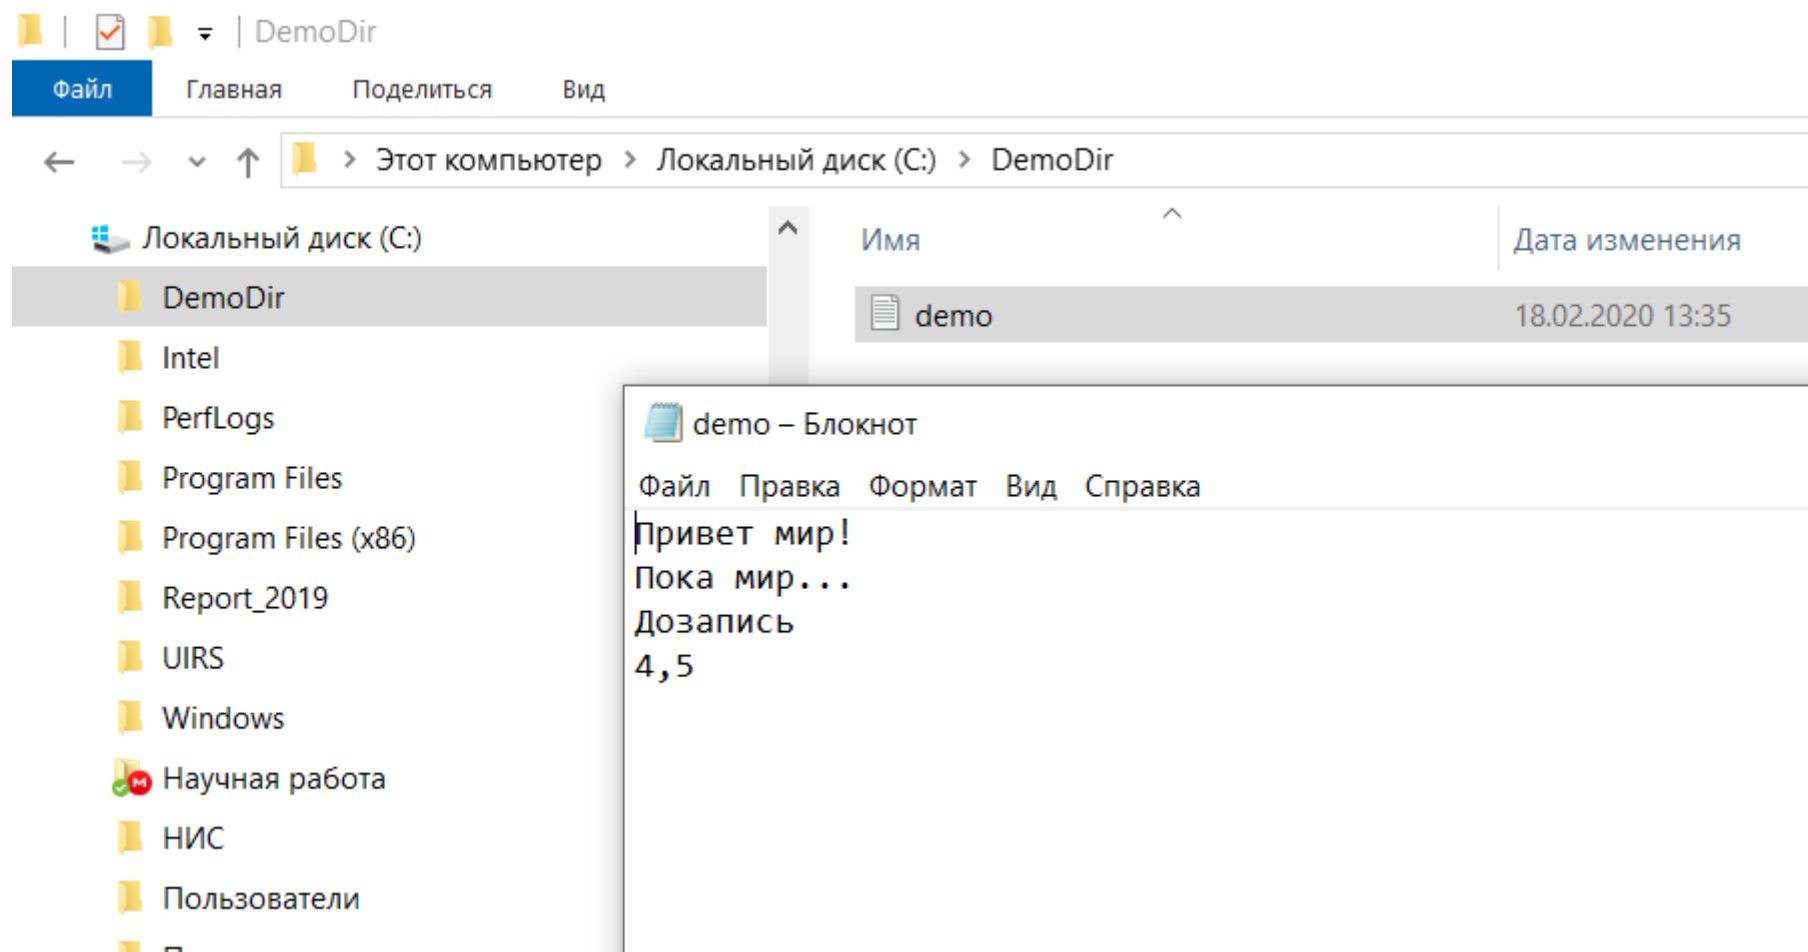 DemoDir
Файл Главная Поделиться Вид
Этот компьютер > Локальный диск (C:) > DemoDir
Локальный диск (C:)
DemoDir
Intel
PerfLogs
Program Files
Program Files (x86)
Report_2019
UIRS
Windows
Научная работа
НИС
Пользователи
Имя Дата изменения
demo 18.02.2020 13:35
demo – Блокнот
Файл Правка Формат Вид Справка
Привет мир!
Пока мир...
Дозапись
4,5